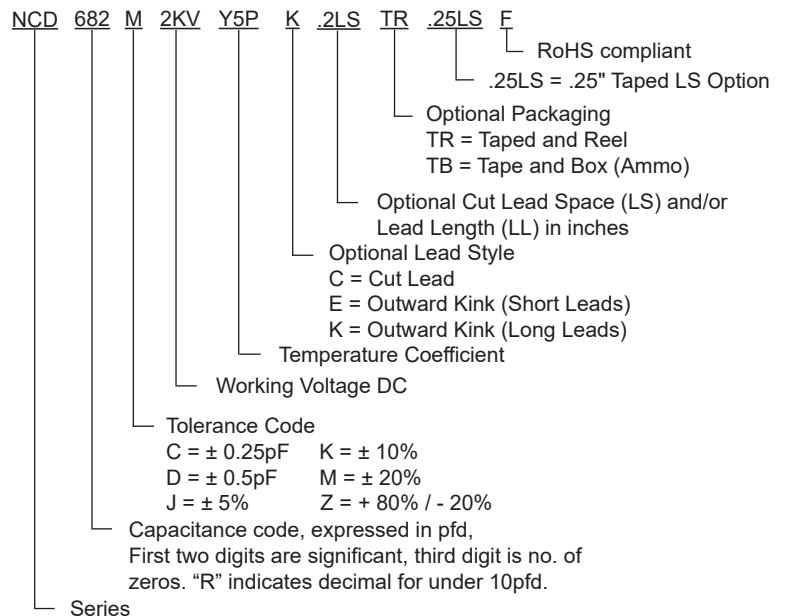 NCD 682 M 2KV Y5P K .2LS TR .25LS F
RoHS compliant
.25LS = .25" Taped LS Option
Optional Packaging
TR = Taped and Reel
TB = Tape and Box (Ammo)
Optional Cut Lead Space (LS) and/or
Lead Length (LL) in inches
Optional Lead Style
C = Cut Lead
E = Outward Kink (Short Leads)
K = Outward Kink (Long Leads)
Temperature Coefficient
Working Voltage DC
Tolerance Code
C = ± 0.25pF K = ± 10%
D = ± 0.5pF M = ± 20%
J = ± 5% Z = + 80% / - 20%
Capacitance code, expressed in pfd,
First two digits are significant, third digit is no. of
zeros. “R” indicates decimal for under 10pfd.
Series